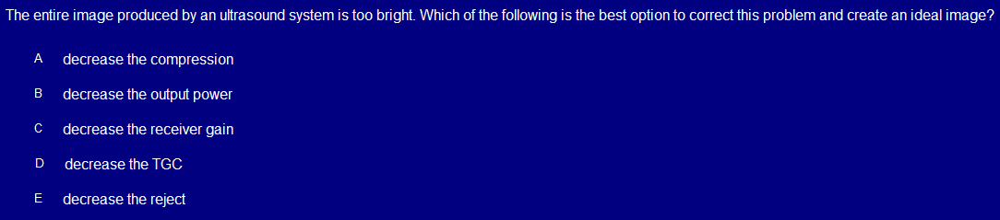 The entire image produced by an ultrasound system is too bright. Which of the following is the best option to correct this problem and create an ideal image?
A decrease the compression
B decrease the output power
C decrease the receiver gain
D decrease the TGC
E decrease the reject